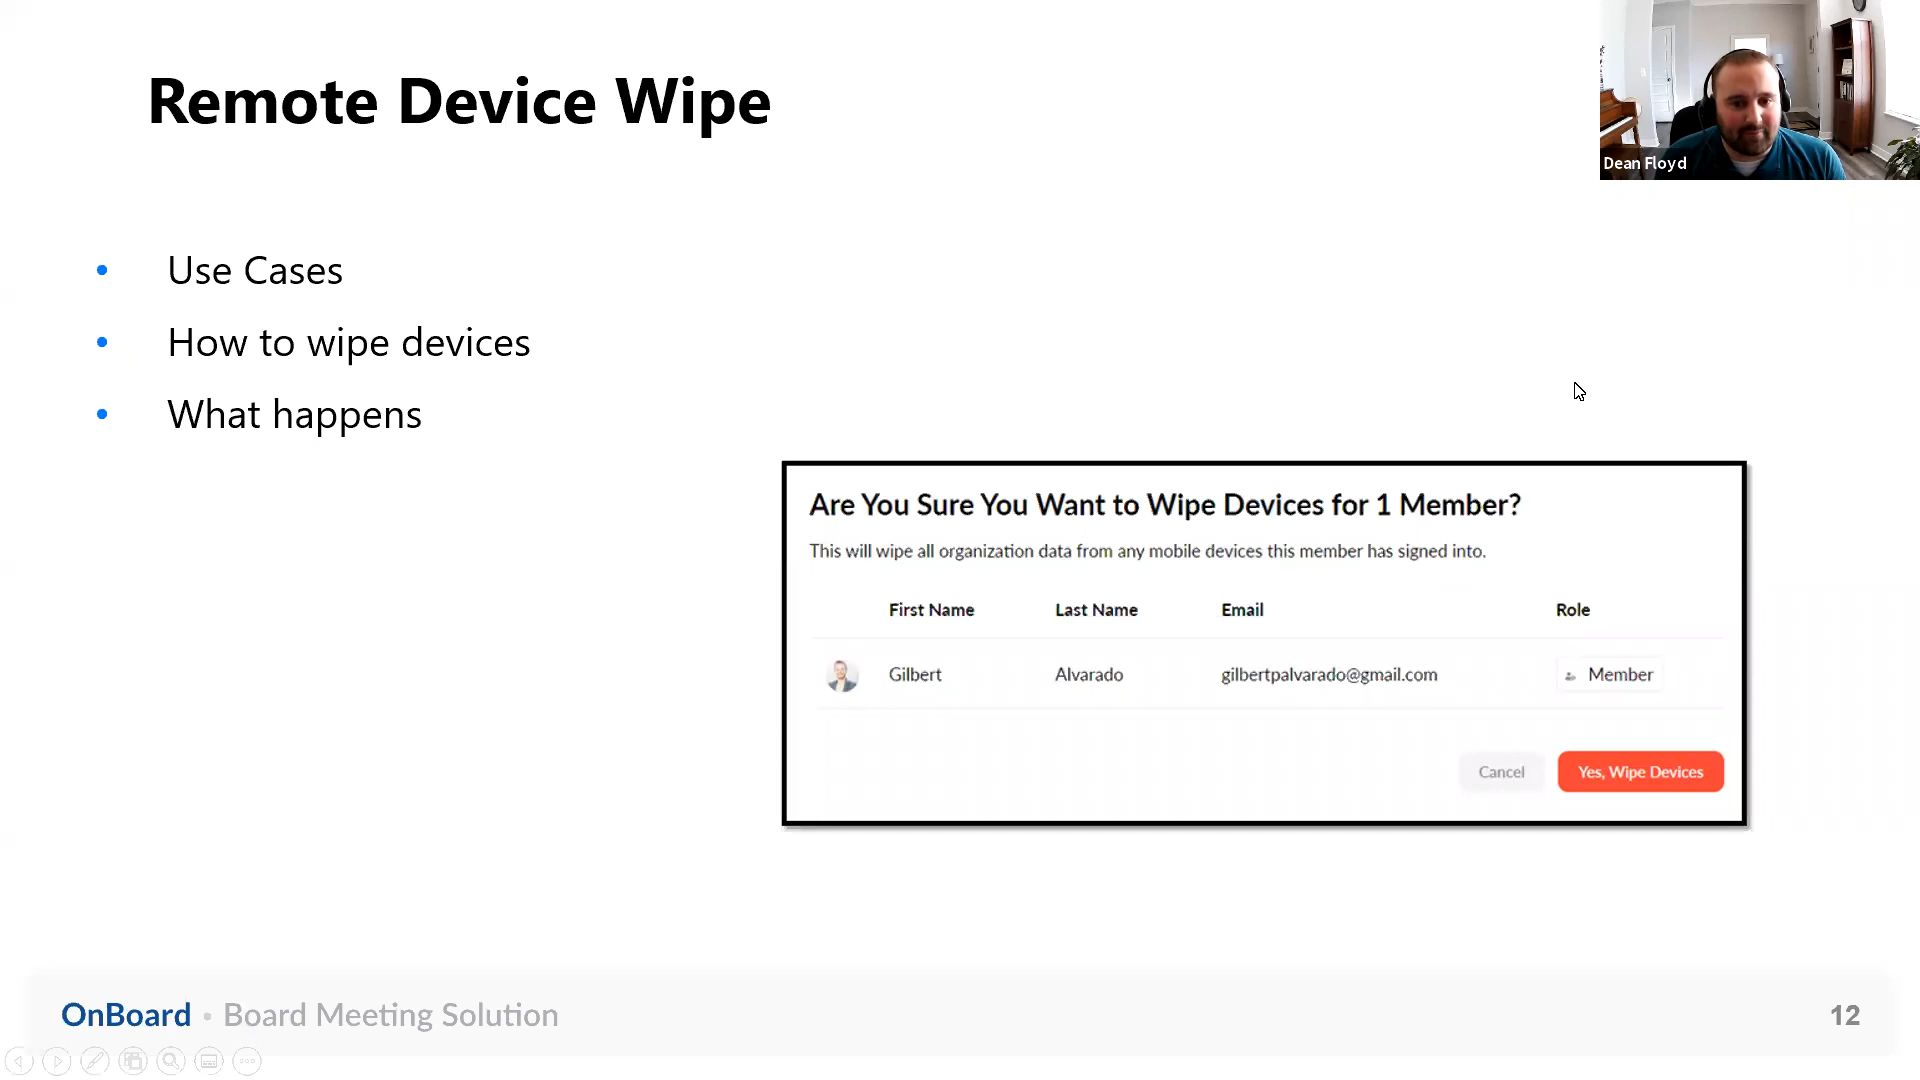 Remote Device Wipe
Dean Floyd
• Use Cases
• How to wipe devices
• What happens
Are You Sure You Want to Wipe Devices for 1 Member?
This will wipe all organization data from any mobile devices this member has signed into.
First Name Last Name Email Role
Gilbert Alvarado gilbertpalvarado@gmail.com Member
Cancel Yes, Wipe Devices
OnBoard • Board Meeting Solution 12